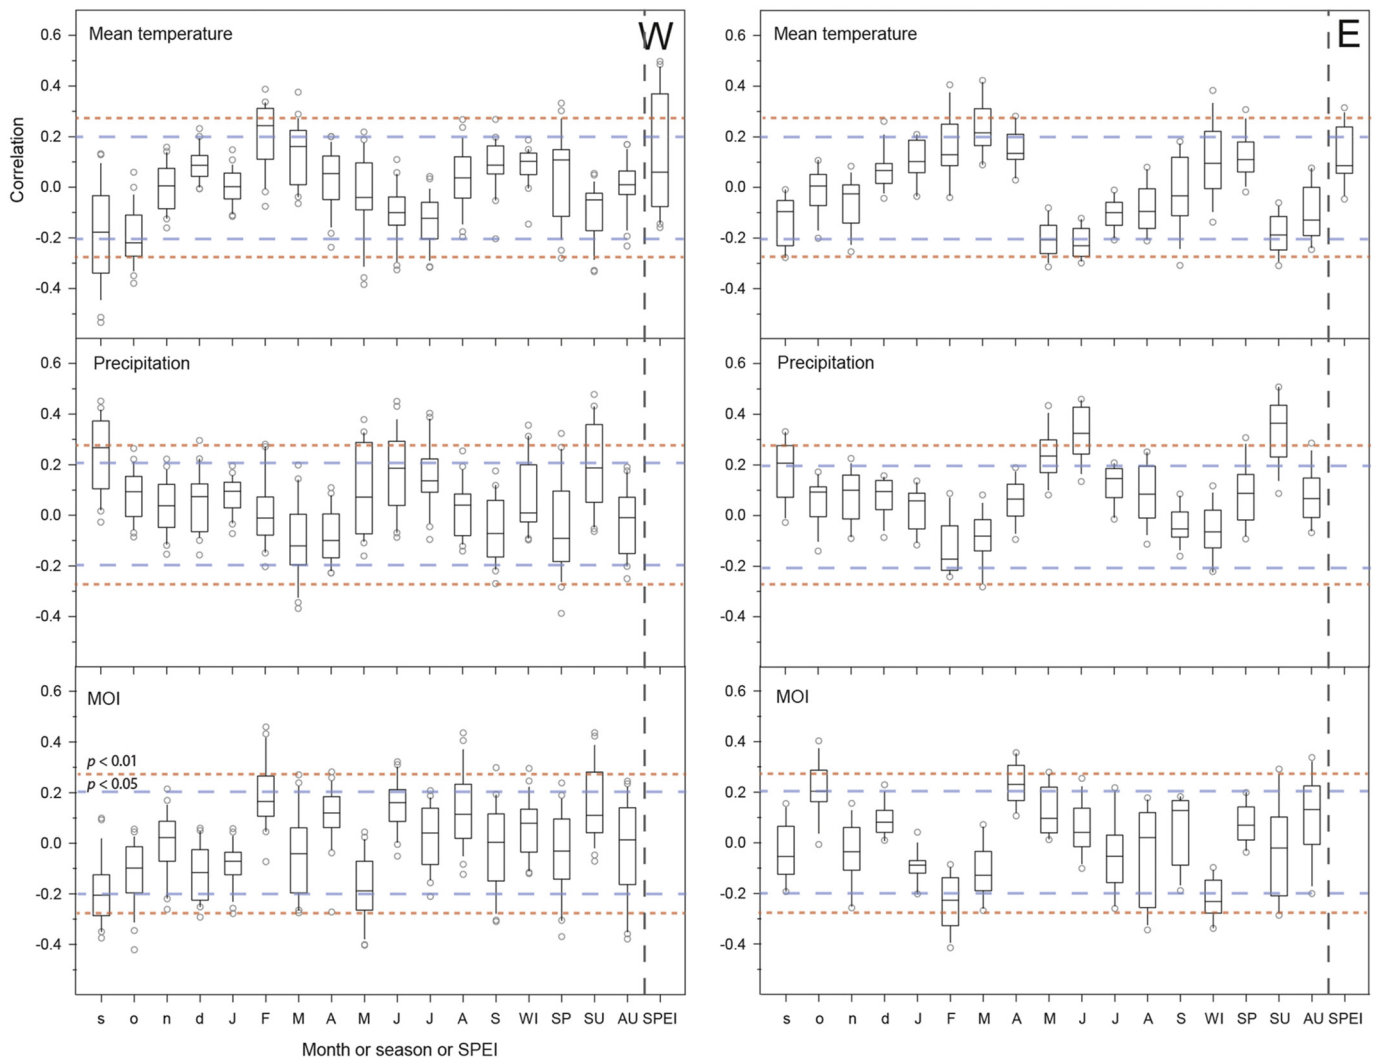 Mean temperature
W
Mean temperature
E
0.6
0.4
0.2
0.0
-0.2
-0.4
0.6
0.4
0.2
0.0
-0.2
-0.4
Correlation
Precipitation
Precipitation
0.6
0.4
0.2
0.0
-0.2
-0.4
0.6
0.4
0.2
0.0
-0.2
-0.4
MOI
MOI
p < 0.01
p < 0.05
0.6
0.4
0.2
0.0
-0.2
-0.4
0.6
0.4
0.2
0.0
-0.2
-0.4
s o n d J F M A M J J A S WI SP SU AU SPEI
s o n d J F M A M J J A S WI SP SU AU SPEI
Month or season or SPEI